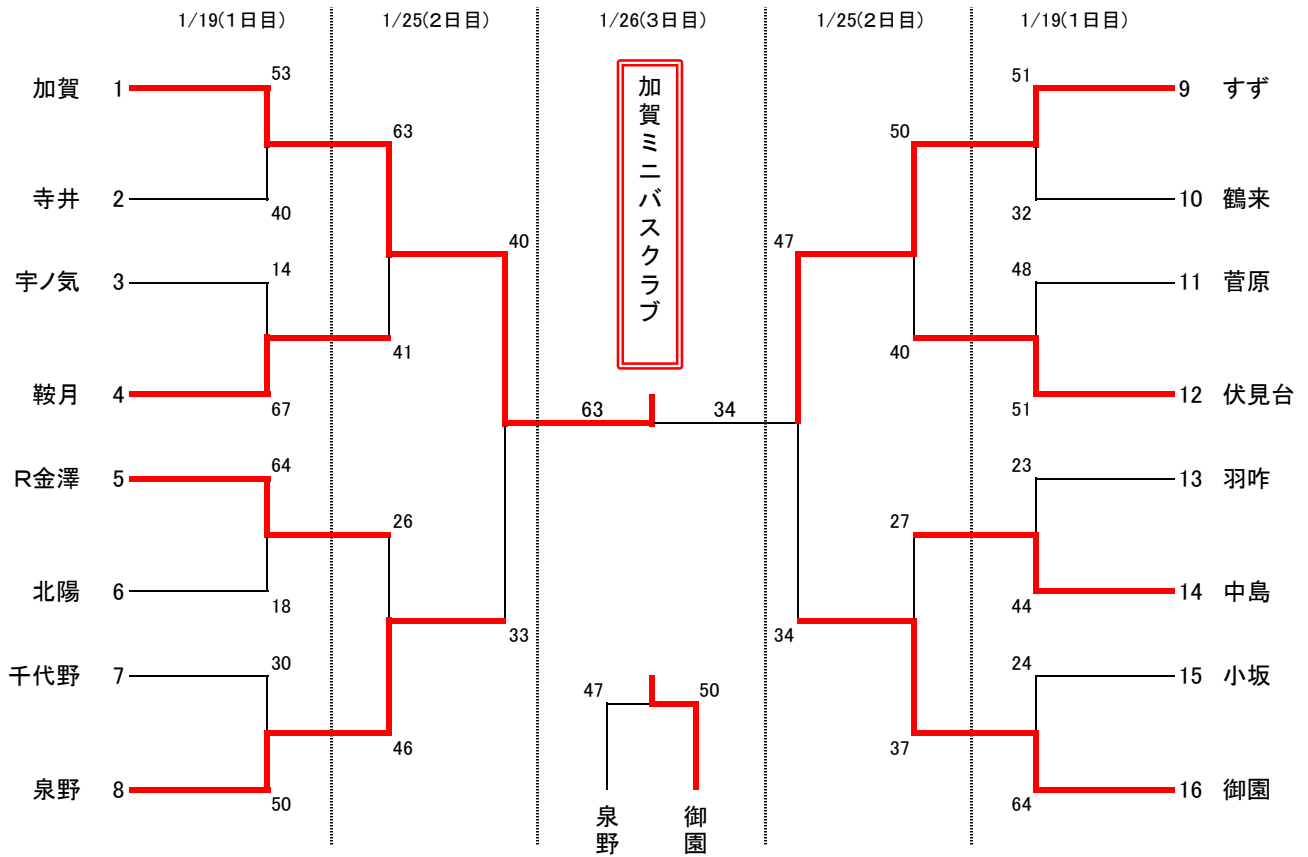 1/19(1日目)
1/25(2日目)
1/26(3日目)
1/25(2日目)
1/19(1日目)
加賀 1
53
寺井 2
40
宇ノ気 3
14
鞍月 4
67
R金澤 5
64
北陽 6
18
千代野 7
30
泉野 8
50
63
41
26
46
40
33
加賀ミニバスクラブ
63
34
47
50
泉野
御園
47
34
50
40
27
37
51
9 すず
32
10 鶴来
48
11 菅原
51
12 伏見台
23
13 羽咋
44
14 中島
24
15 小坂
64
16 御園